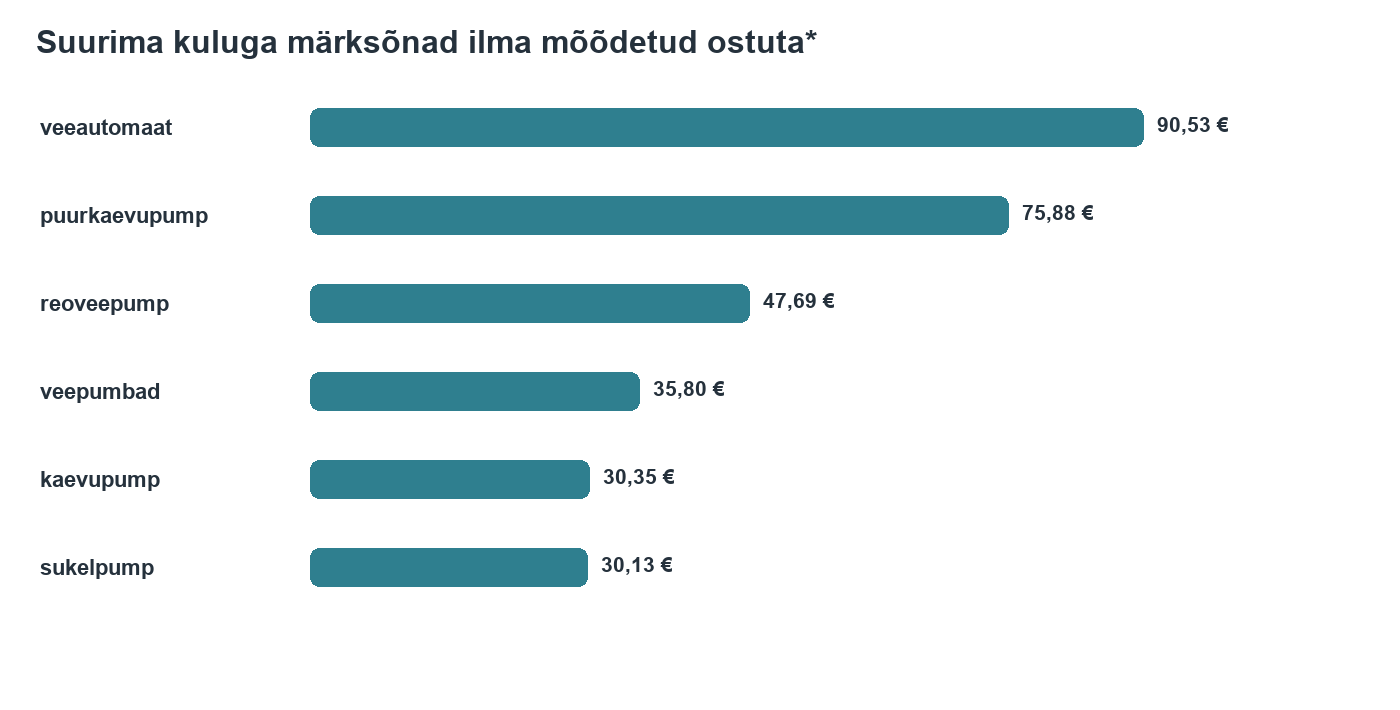 Suurima kuluga märksõnad ilma mõõdetud ostuta*
veeautomaat 90,53 €
puurkaevupump 75,88 €
reoveepump 47,69 €
veepumbad 35,80 €
kaevupump 30,35 €
sukelpump 30,13 €